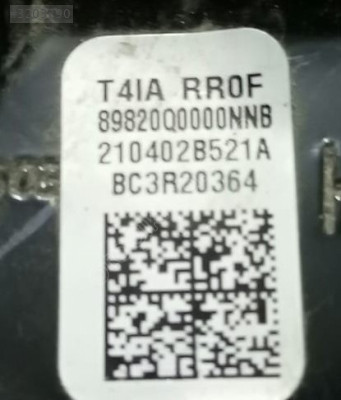 T4IA RR0F
89820Q0000NNB
210402B521A
BC3R20364